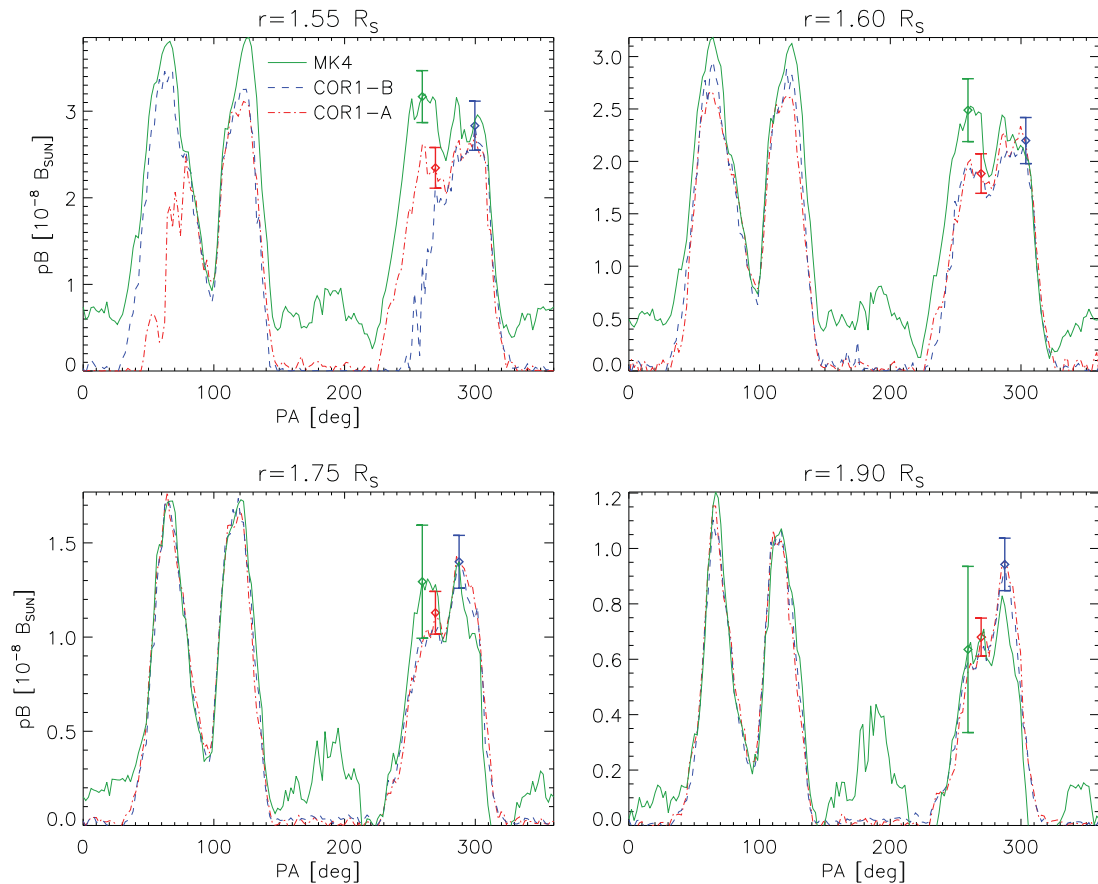 r=1.55 R_S
MK4
COR1-B
COR1-A
pB [10^-8 B_SUN]
3
2
1
0
0 100 200 300
PA [deg]
r=1.60 R_S
3.0
2.5
2.0
1.5
1.0
0.5
0.0
0 100 200 300
PA [deg]
r=1.75 R_S
pB [10^-8 B_SUN]
1.5
1.0
0.5
0.0
0 100 200 300
PA [deg]
r=1.90 R_S
1.2
1.0
0.8
0.6
0.4
0.2
0.0
0 100 200 300
PA [deg]